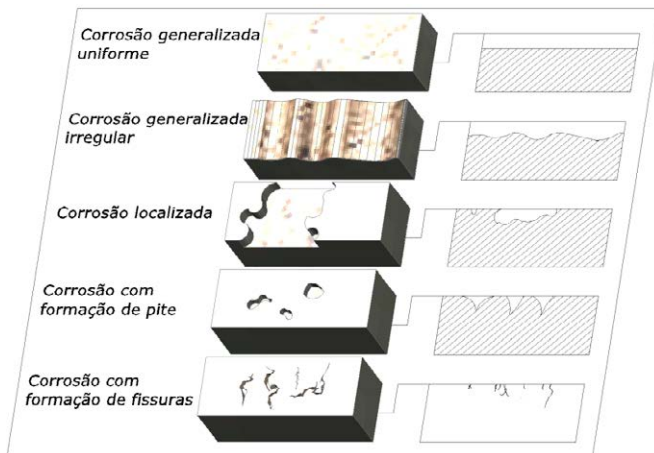 Corrosão generalizada
uniforme
Corrosão generalizada
irregular
Corrosão localizada
Corrosão com
formação de pite
Corrosão com
formação de fissuras